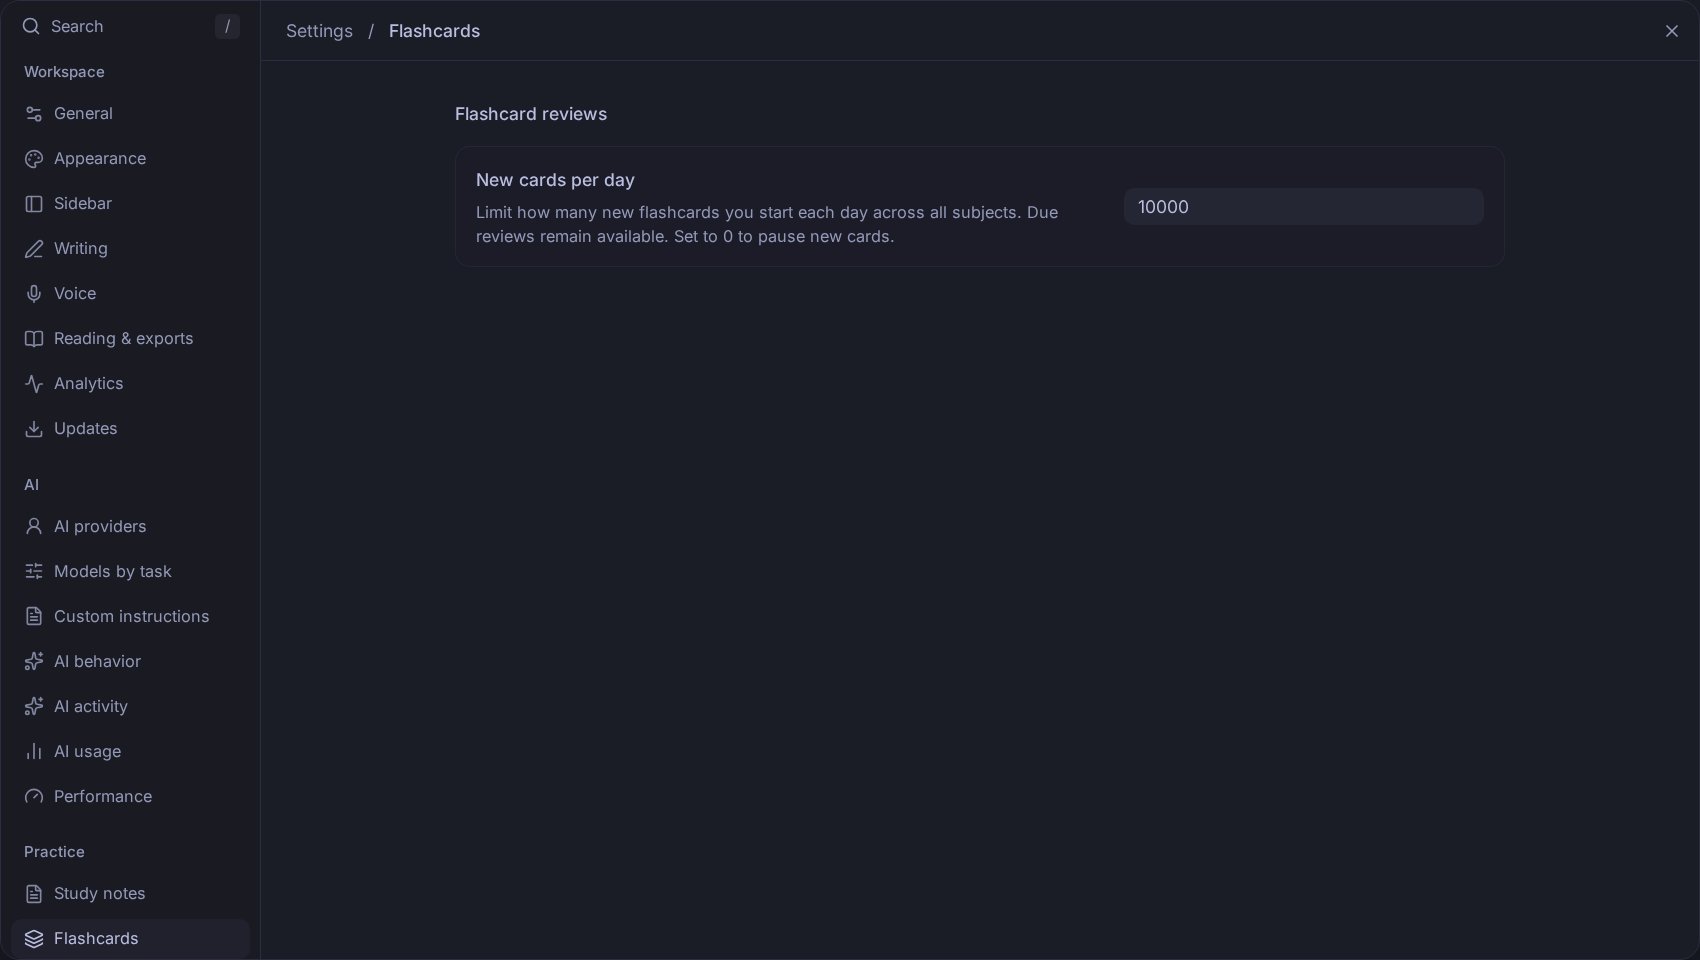 Search /
Workspace
General
Appearance
Sidebar
Writing
Voice
Reading & exports
Analytics
Updates
AI
AI providers
Models by task
Custom instructions
AI behavior
AI activity
AI usage
Performance
Practice
Study notes
Flashcards
Settings / Flashcards
Flashcard reviews
New cards per day
Limit how many new flashcards you start each day across all subjects. Due
reviews remain available. Set to 0 to pause new cards.
10000